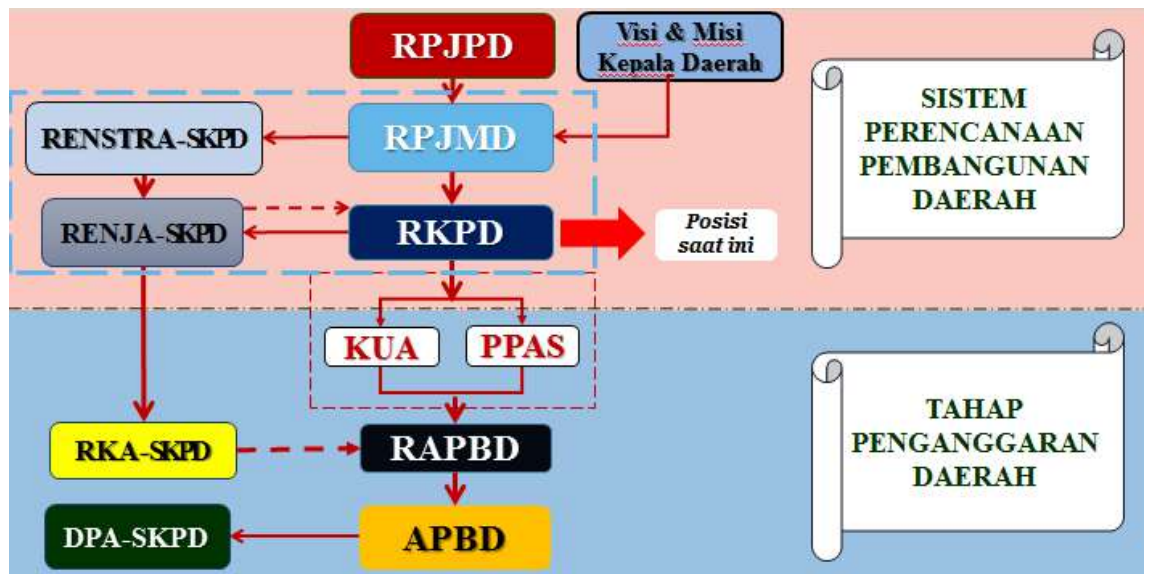 RPJPD
Visi & Misi
Kepala Daerah
RENSTRA-SKPD
RPJMD
SISTEM
PERENCANAAN
PEMBANGUNAN
DAERAH
RENJA-SKPD
RKPD
Posisi
saat ini
KUA
PPAS
RKA-SKPD
RAPBD
TAHAP
PENGANGGARAN
DAERAH
DPA-SKPD
APBD